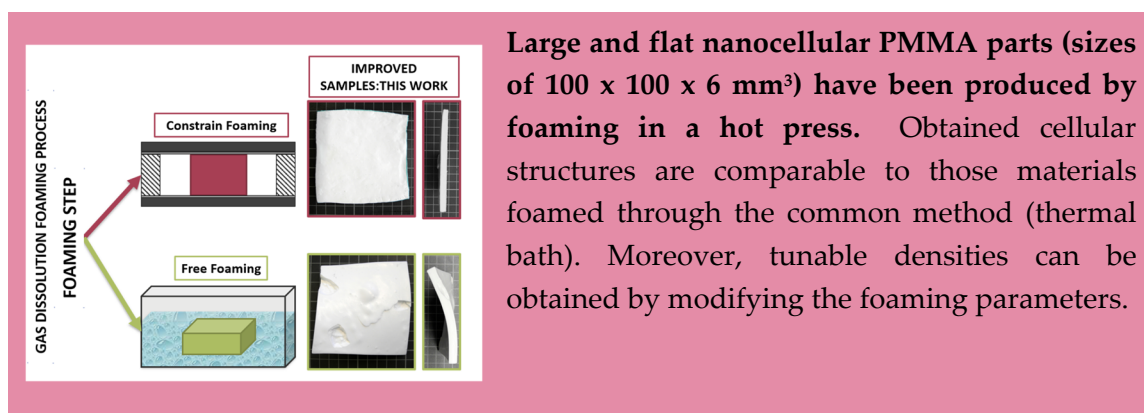 GAS DISSOLUTION FOAMING PROCESS
FOAMING STEP
IMPROVED
SAMPLES:THIS WORK
Constrain Foaming
Free Foaming
Large and flat nanocellular PMMA parts (sizes
of 100 x 100 x 6 mm³) have been produced by
foaming in a hot press. Obtained cellular
structures are comparable to those materials
foamed through the common method (thermal
bath). Moreover, tunable densities can be
obtained by modifying the foaming parameters.